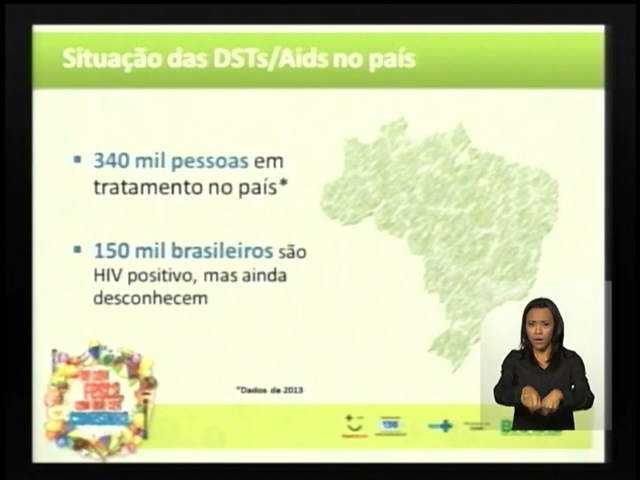 Situação das DSTs/Aids no país
340 mil pessoas em
tratamento no país*
150 mil brasileiros são
HIV positivo, mas ainda
desconhecem
*Dados de 2013
136